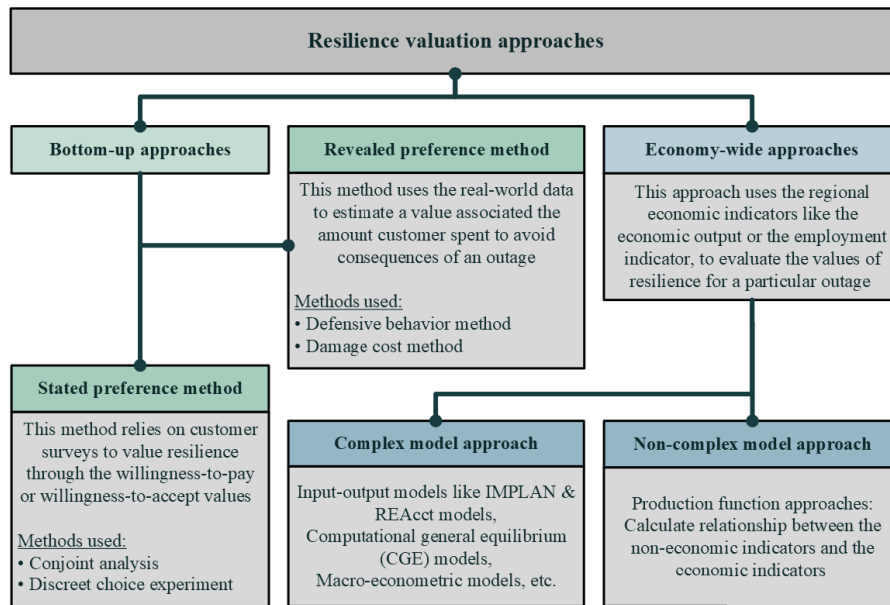 Resilience valuation approaches
Bottom-up approaches
Revealed preference method
This method uses the real-world data
to estimate a value associated the
amount customer spent to avoid
consequences of an outage
Methods used:
• Defensive behavior method
• Damage cost method
Economy-wide approaches
This approach uses the regional
economic indicators like the
economic output or the employment
indicator, to evaluate the values of
resilience for a particular outage
Stated preference method
This method relies on customer
surveys to value resilience
through the willingness-to-pay
or willingness-to-accept values
Methods used:
• Conjoint analysis
• Discreet choice experiment
Complex model approach
Input-output models like IMPLAN &
REAcct models,
Computational general equilibrium
(CGE) models,
Macro-econometric models, etc.
Non-complex model approach
Production function approaches:
Calculate relationship between the
non-economic indicators and the
economic indicators